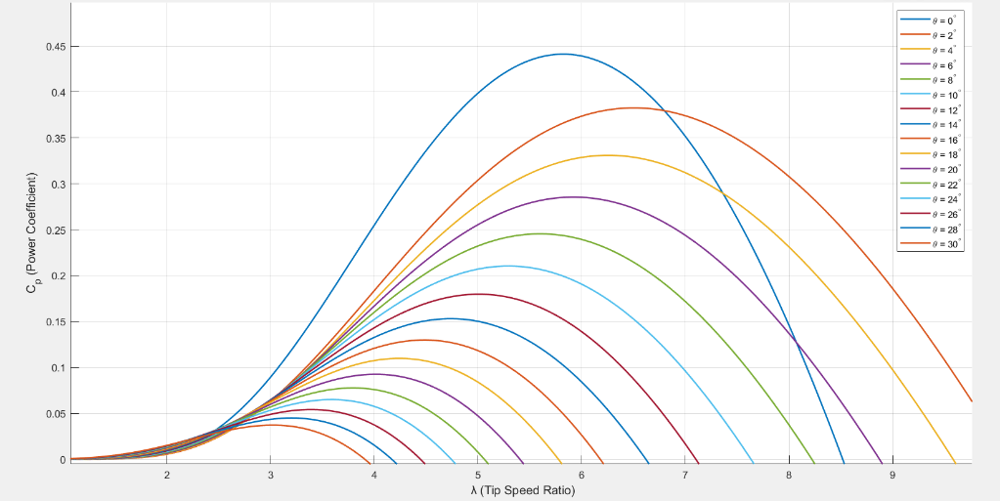 0.45
0.4
0.35
0.3
0.25
0.2
0.15
0.1
0.05
0
2 3 4 5 6 7 8 9
C_p (Power Coefficient)
λ (Tip Speed Ratio)
θ = 0°
θ = 2°
θ = 4°
θ = 6°
θ = 8°
θ = 10°
θ = 12°
θ = 14°
θ = 16°
θ = 18°
θ = 20°
θ = 22°
θ = 24°
θ = 26°
θ = 28°
θ = 30°